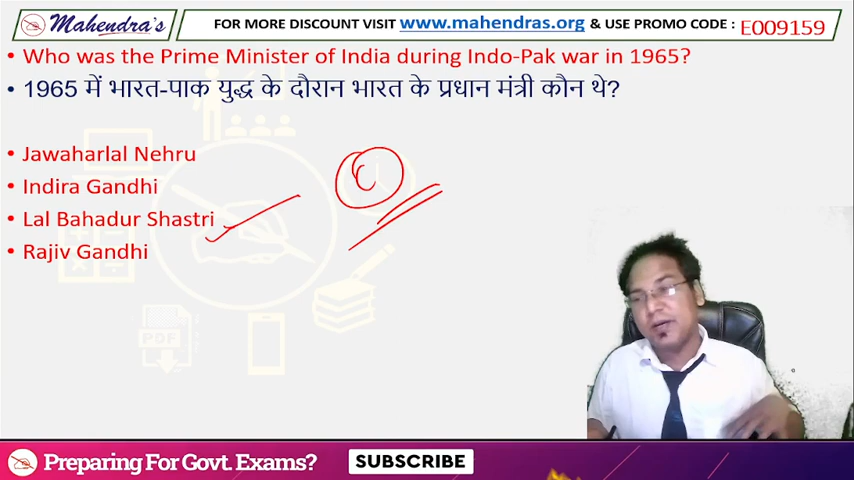 Mahendra's
FOR MORE DISCOUNT VISIT www.mahendras.org & USE PROMO CODE : E009159
• Who was the Prime Minister of India during Indo-Pak war in 1965?
• 1965 में भारत-पाक युद्ध के दौरान भारत के प्रधान मंत्री कौन थे?
• Jawaharlal Nehru
• Indira Gandhi
• Lal Bahadur Shastri
• Rajiv Gandhi
C
PDF
Preparing For Govt. Exams?
SUBSCRIBE